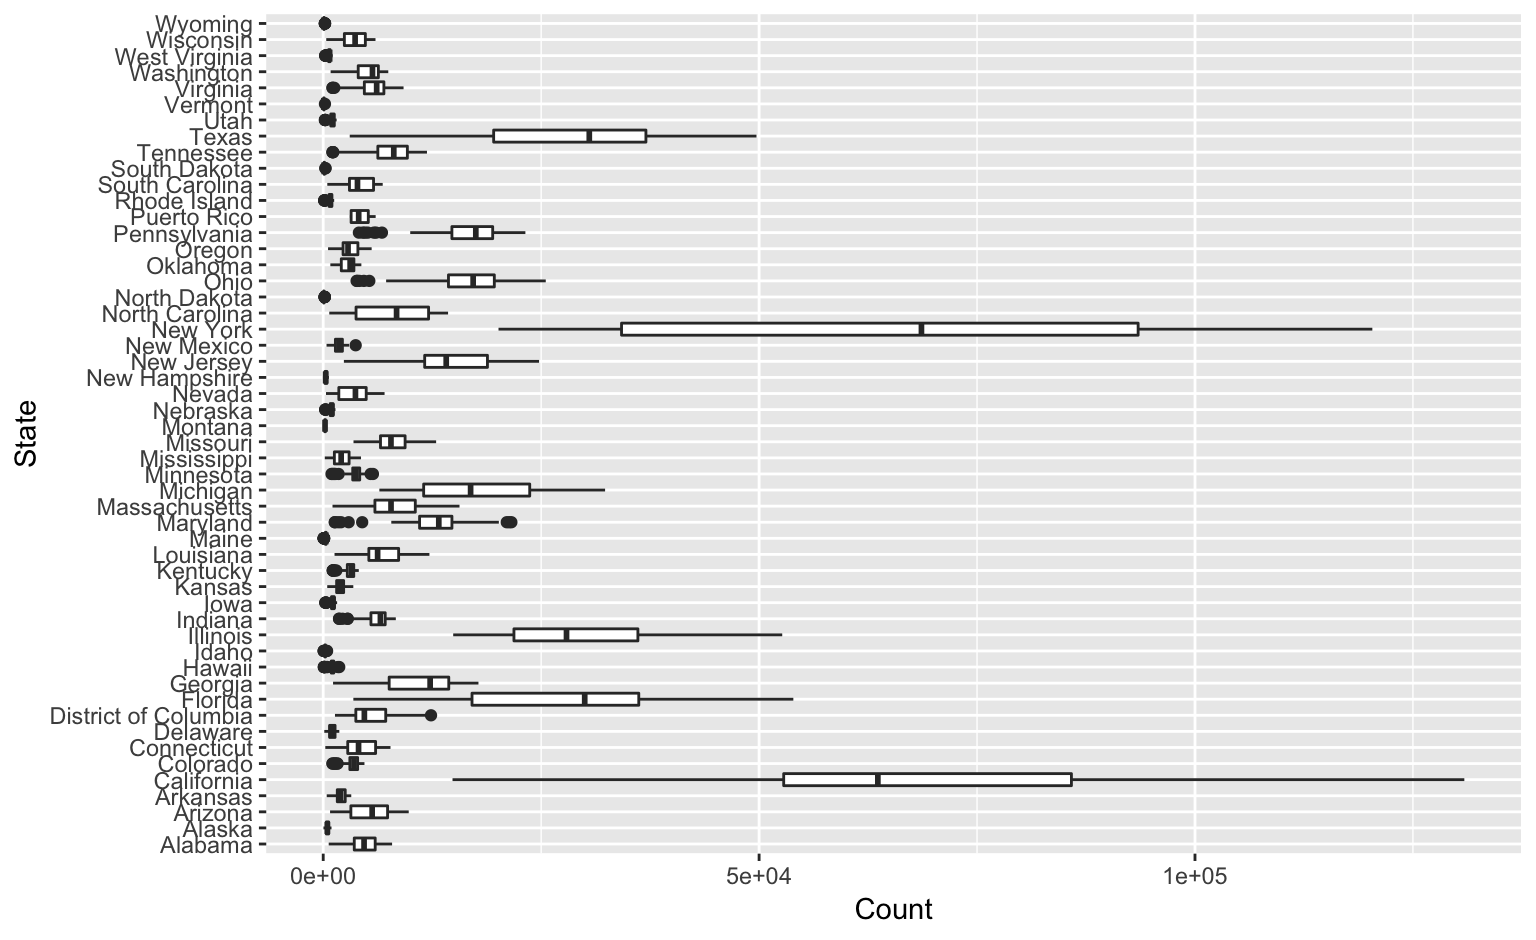 Wyoming
Wisconsin
West Virginia
Washington
Virginia
Vermont
Utah
Texas
Tennessee
South Dakota
South Carolina
Rhode Island
Puerto Rico
Pennsylvania
Oregon
Oklahoma
Ohio
North Dakota
North Carolina
New York
New Mexico
New Jersey
New Hampshire
Nevada
Nebraska
Montana
Missouri
Mississippi
Minnesota
Michigan
Massachusetts
Maryland
Maine
Louisiana
Kentucky
Kansas
Iowa
Indiana
Illinois
Idaho
Hawaii
Georgia
Florida
District of Columbia
Delaware
Connecticut
Colorado
California
Arkansas
Arizona
Alaska
Alabama
State
0e+00 5e+04 1e+05
Count